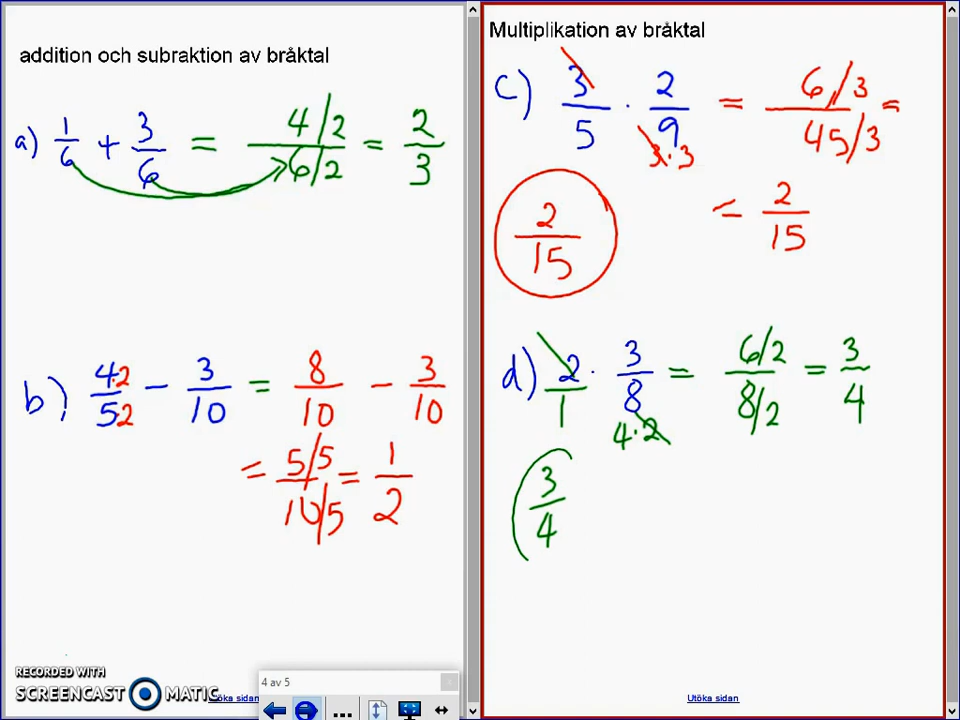 addition och subraktion av bråktal
a) 1/6 + 3/6 = 4/2 / 6/2 = 2/3
b) 4·2 / 5·2 − 3/10 = 8/10 − 3/10
= 5/5 / 10/5 = 1/2
Multiplikation av bråktal
c) 3/5 · 2/9 = 6/3 / 45/3 =
3·3
= 2/15
2/15
d) 2/1 · 3/8 = 6/2 / 8/2 = 3/4
4·2
3/4
RECORDED WITH
SCREENCAST MATIC
Utöka sidan
4 av 5
Utöka sidan